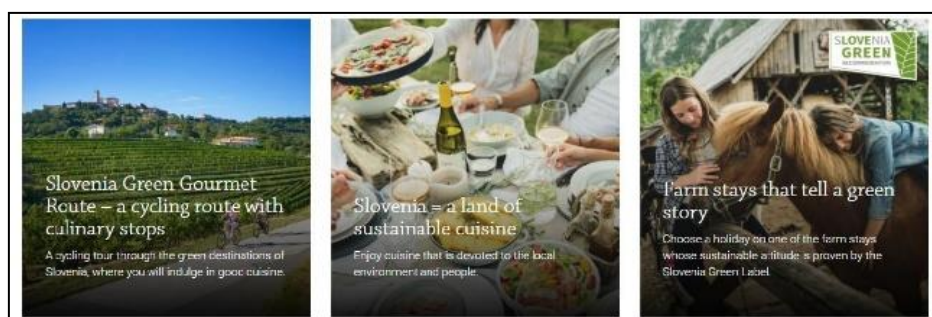 Slovenia Green Gourmet
Route – a cycling route with
culinary stops
A cycling tour through the green destinations of
Slovenia, where you will indulge in good cuisine.
Slovenia = a land of
sustainable cuisine
Enjoy cuisine that is devoted to the local
environment and people.
SLOVENIA
GREEN
ACCOMMODATION
Farm stays that tell a green
story
Choose a holiday on one of the farm stays
whose sustainable attitude is proven by the
Slovenia Green Label.